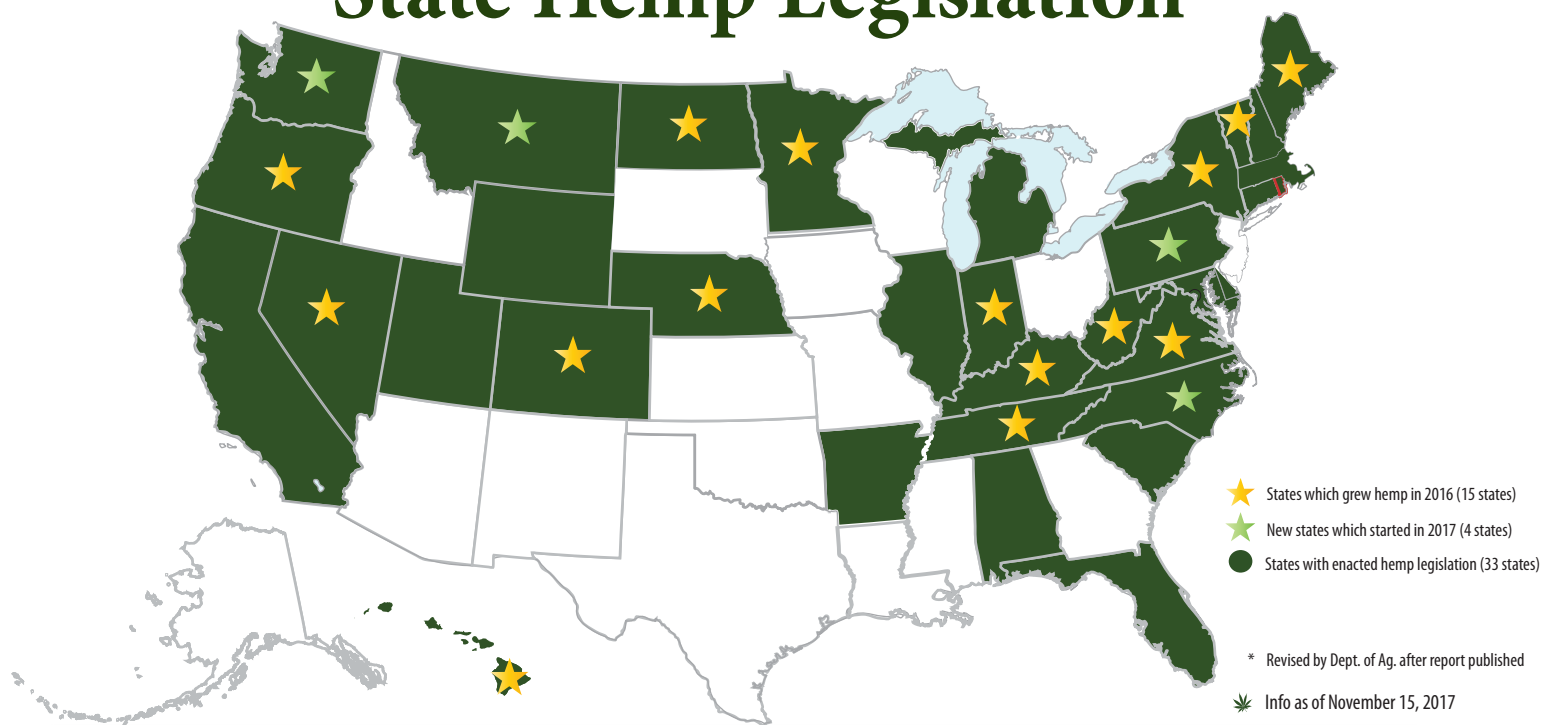 State Hemp Legislation
States which grew hemp in 2016 (15 states)
New states which started in 2017 (4 states)
States with enacted hemp legislation (33 states)
* Revised by Dept. of Ag. after report published
Info as of November 15, 2017